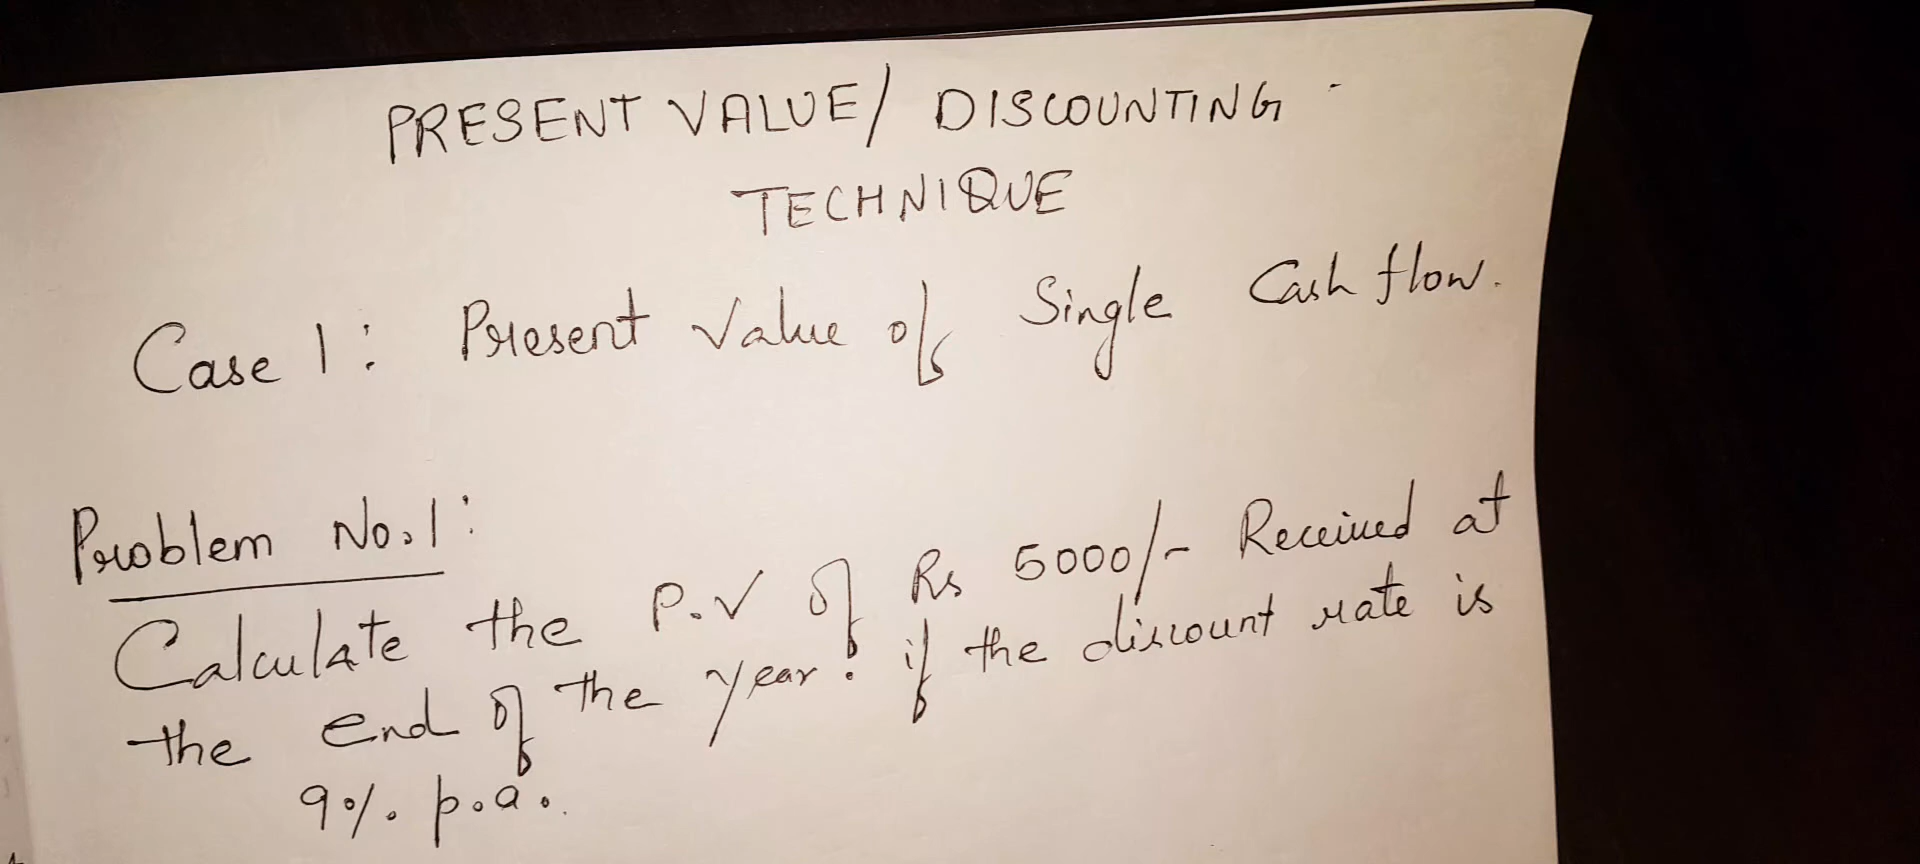 PRESENT VALUE/ DISCOUNTING
TECHNIQUE
Case 1: Present Value of Single Cash flow.
Problem No.1:
Calculate the P.V of Rs 5000/- Received at
the end of the year. if the discount rate is
9% p.a.